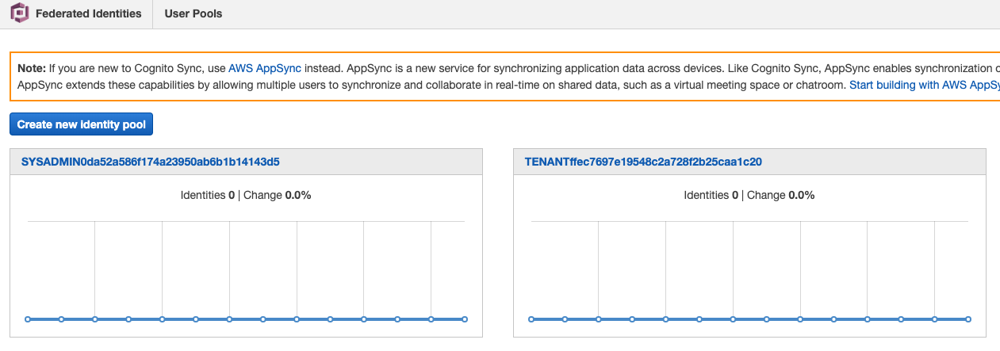 Federated Identities User Pools
Note: If you are new to Cognito Sync, use AWS AppSync instead. AppSync is a new service for synchronizing application data across devices. Like Cognito Sync, AppSync enables synchronization
AppSync extends these capabilities by allowing multiple users to synchronize and collaborate in real-time on shared data, such as a virtual meeting space or chatroom. Start building with AWS AppSy
Create new identity pool
SYSADMIN0da52a586f174a23950ab6b1b14143d5
Identities 0 | Change 0.0%
TENANTffec7697e19548c2a728f2b25caa1c20
Identities 0 | Change 0.0%